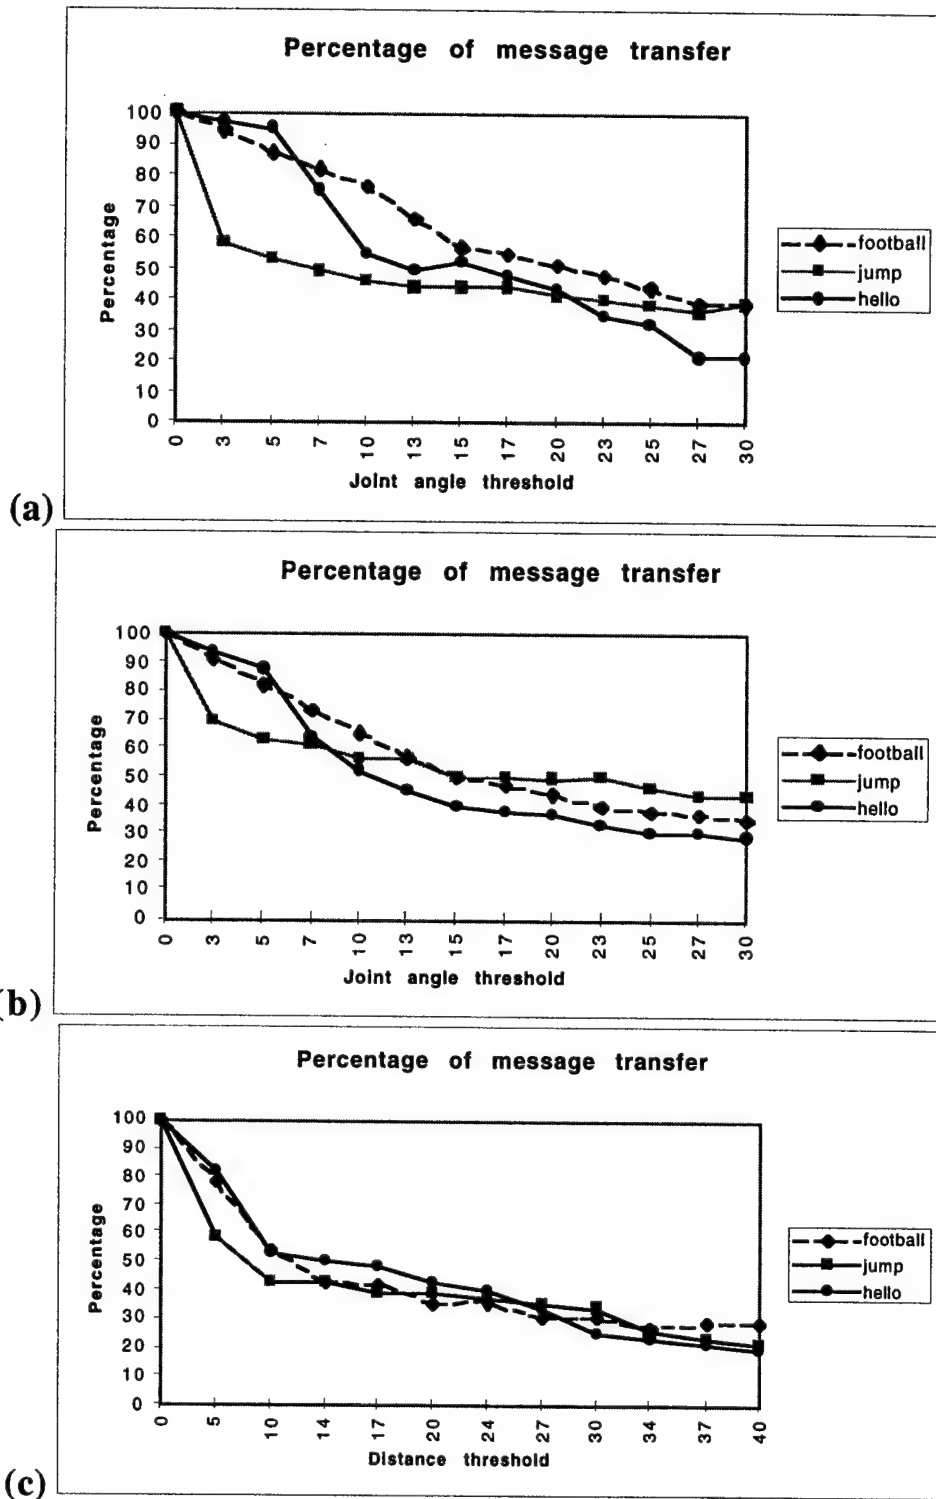 Percentage of message transfer
100
90
80
70
60
50
40
30
20
10
0
Percentage
0 3 5 7 10 13 15 17 20 23 25 27 30
Joint angle threshold
football
jump
hello
(a)
Percentage of message transfer
100
90
80
70
60
50
40
30
20
10
0
Percentage
0 3 5 7 10 13 15 17 20 23 25 27 30
Joint angle threshold
football
jump
hello
(b)
Percentage of message transfer
100
90
80
70
60
50
40
30
20
10
0
Percentage
0 5 10 14 17 20 24 27 30 34 37 40
Distance threshold
football
jump
hello
(c)